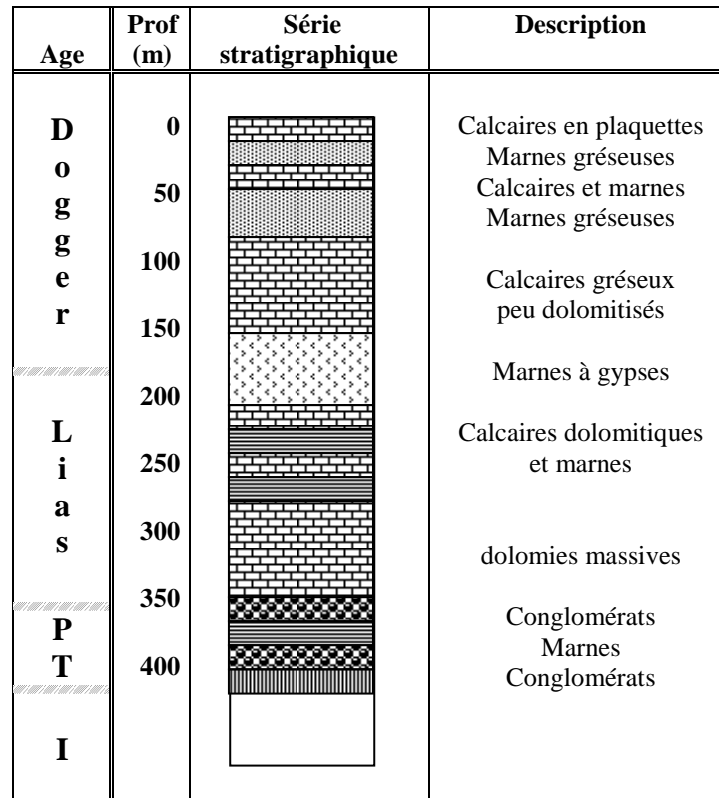 Age
Prof
(m)
Série
stratigraphique
Description
D
o
g
g
e
r
L
i
a
s
P
T
I
0
50
100
150
200
250
300
350
400
Calcaires en plaquettes
Marnes gréseuses
Calcaires et marnes
Marnes gréseuses
Calcaires gréseux
peu dolomitisés
Marnes à gypses
Calcaires dolomitiques
et marnes
dolomies massives
Conglomérats
Marnes
Conglomérats